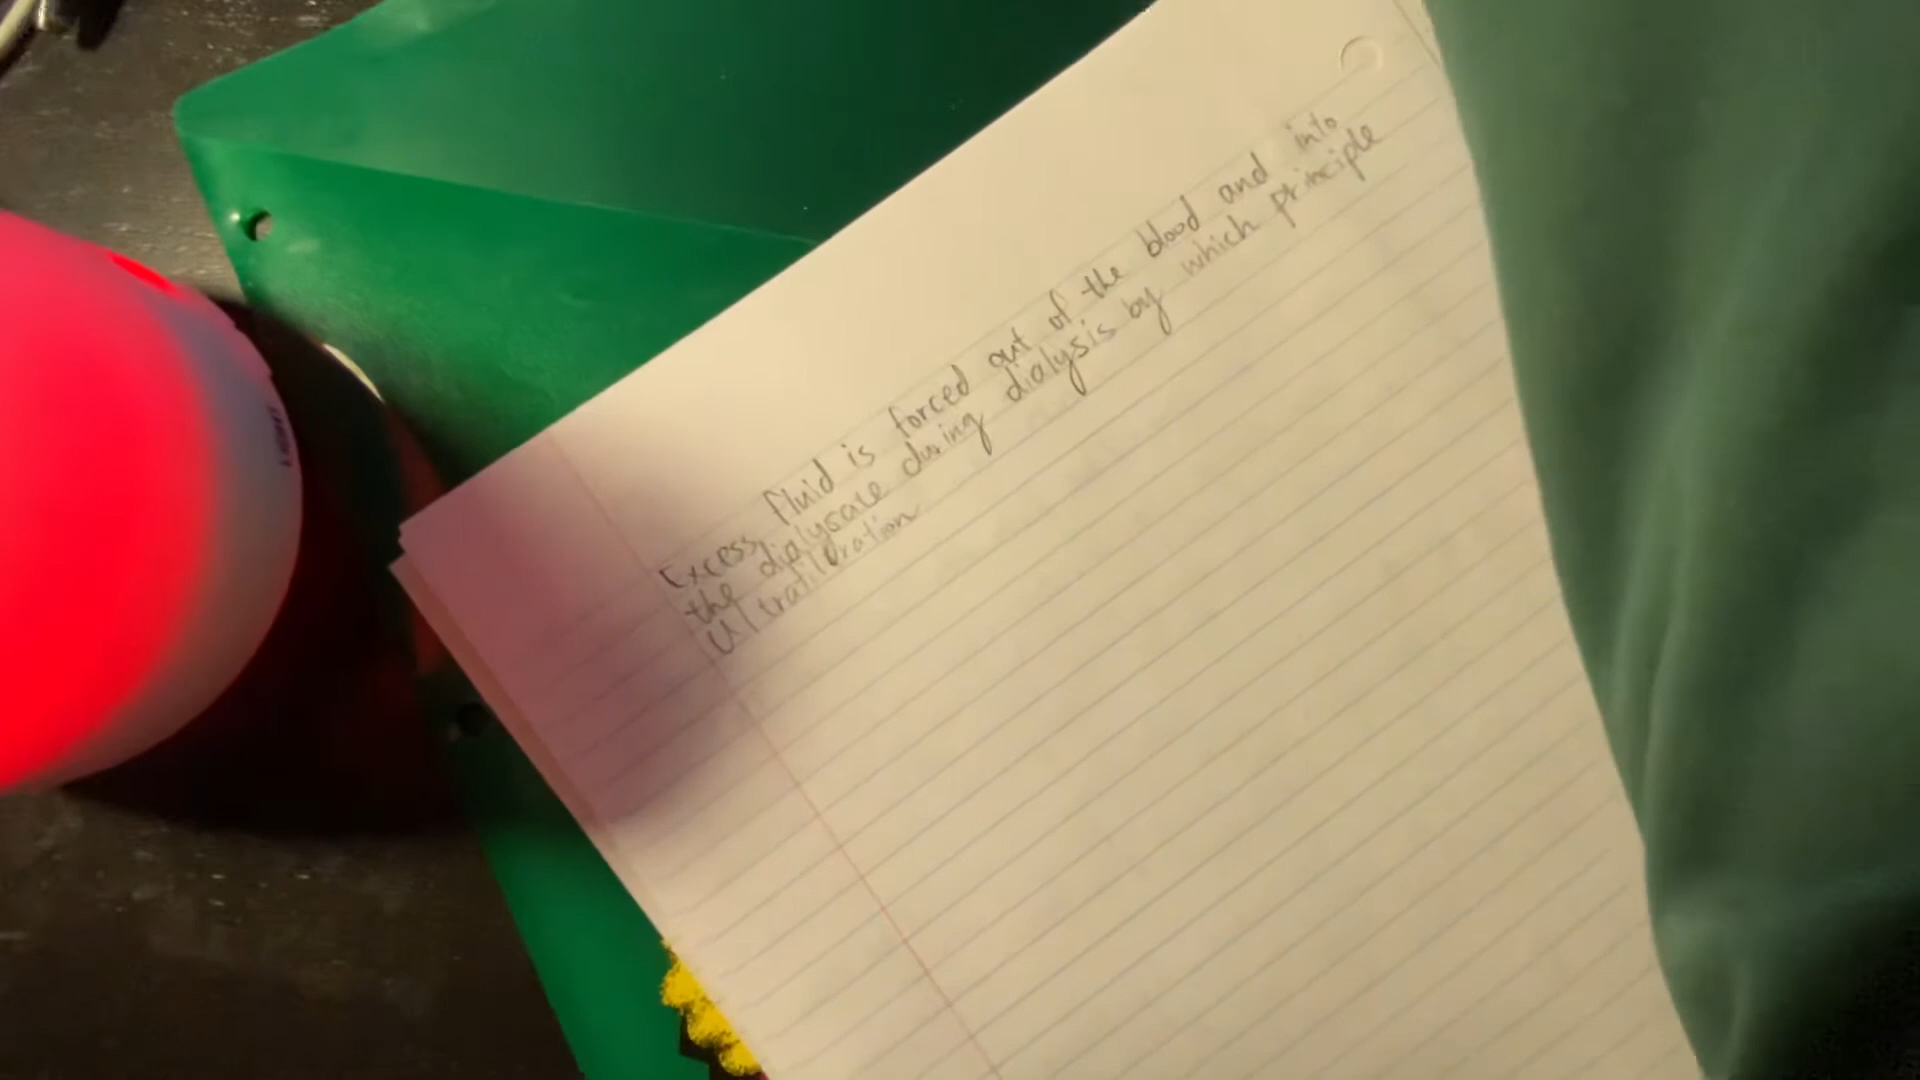 Excess fluid is forced out of the blood and into
the dialysate during dialysis by which principle
Ultrafiltration